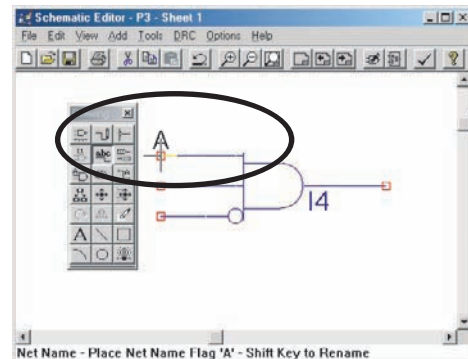 Schematic Editor - P3 - Sheet 1
File Edit View Add Tools DRC Options Help
A
abc
I4
A
Net Name - Place Net Name Flag 'A' - Shift Key to Rename